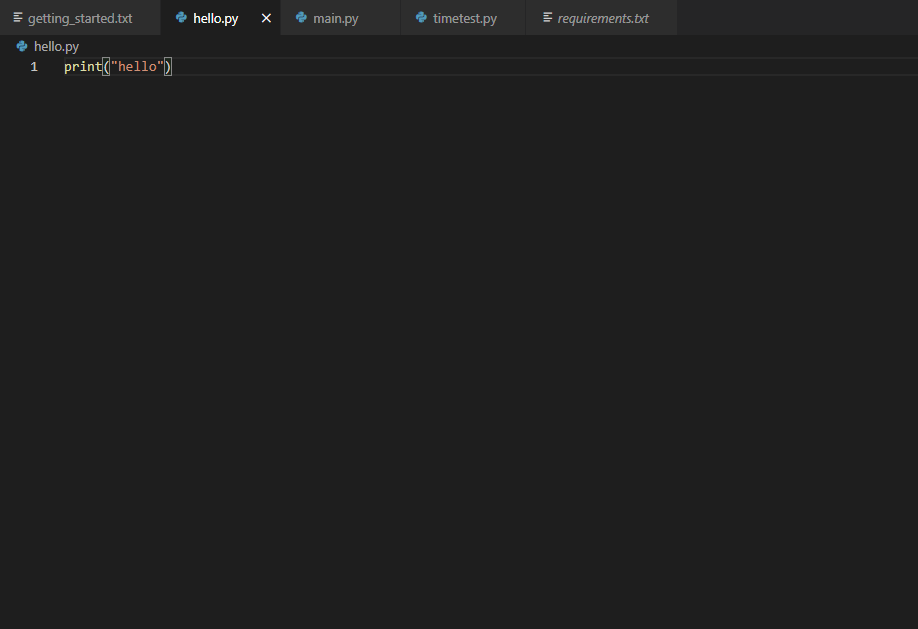 getting_started.txt hello.py main.py timetest.py requirements.txt
hello.py
1 print("hello")